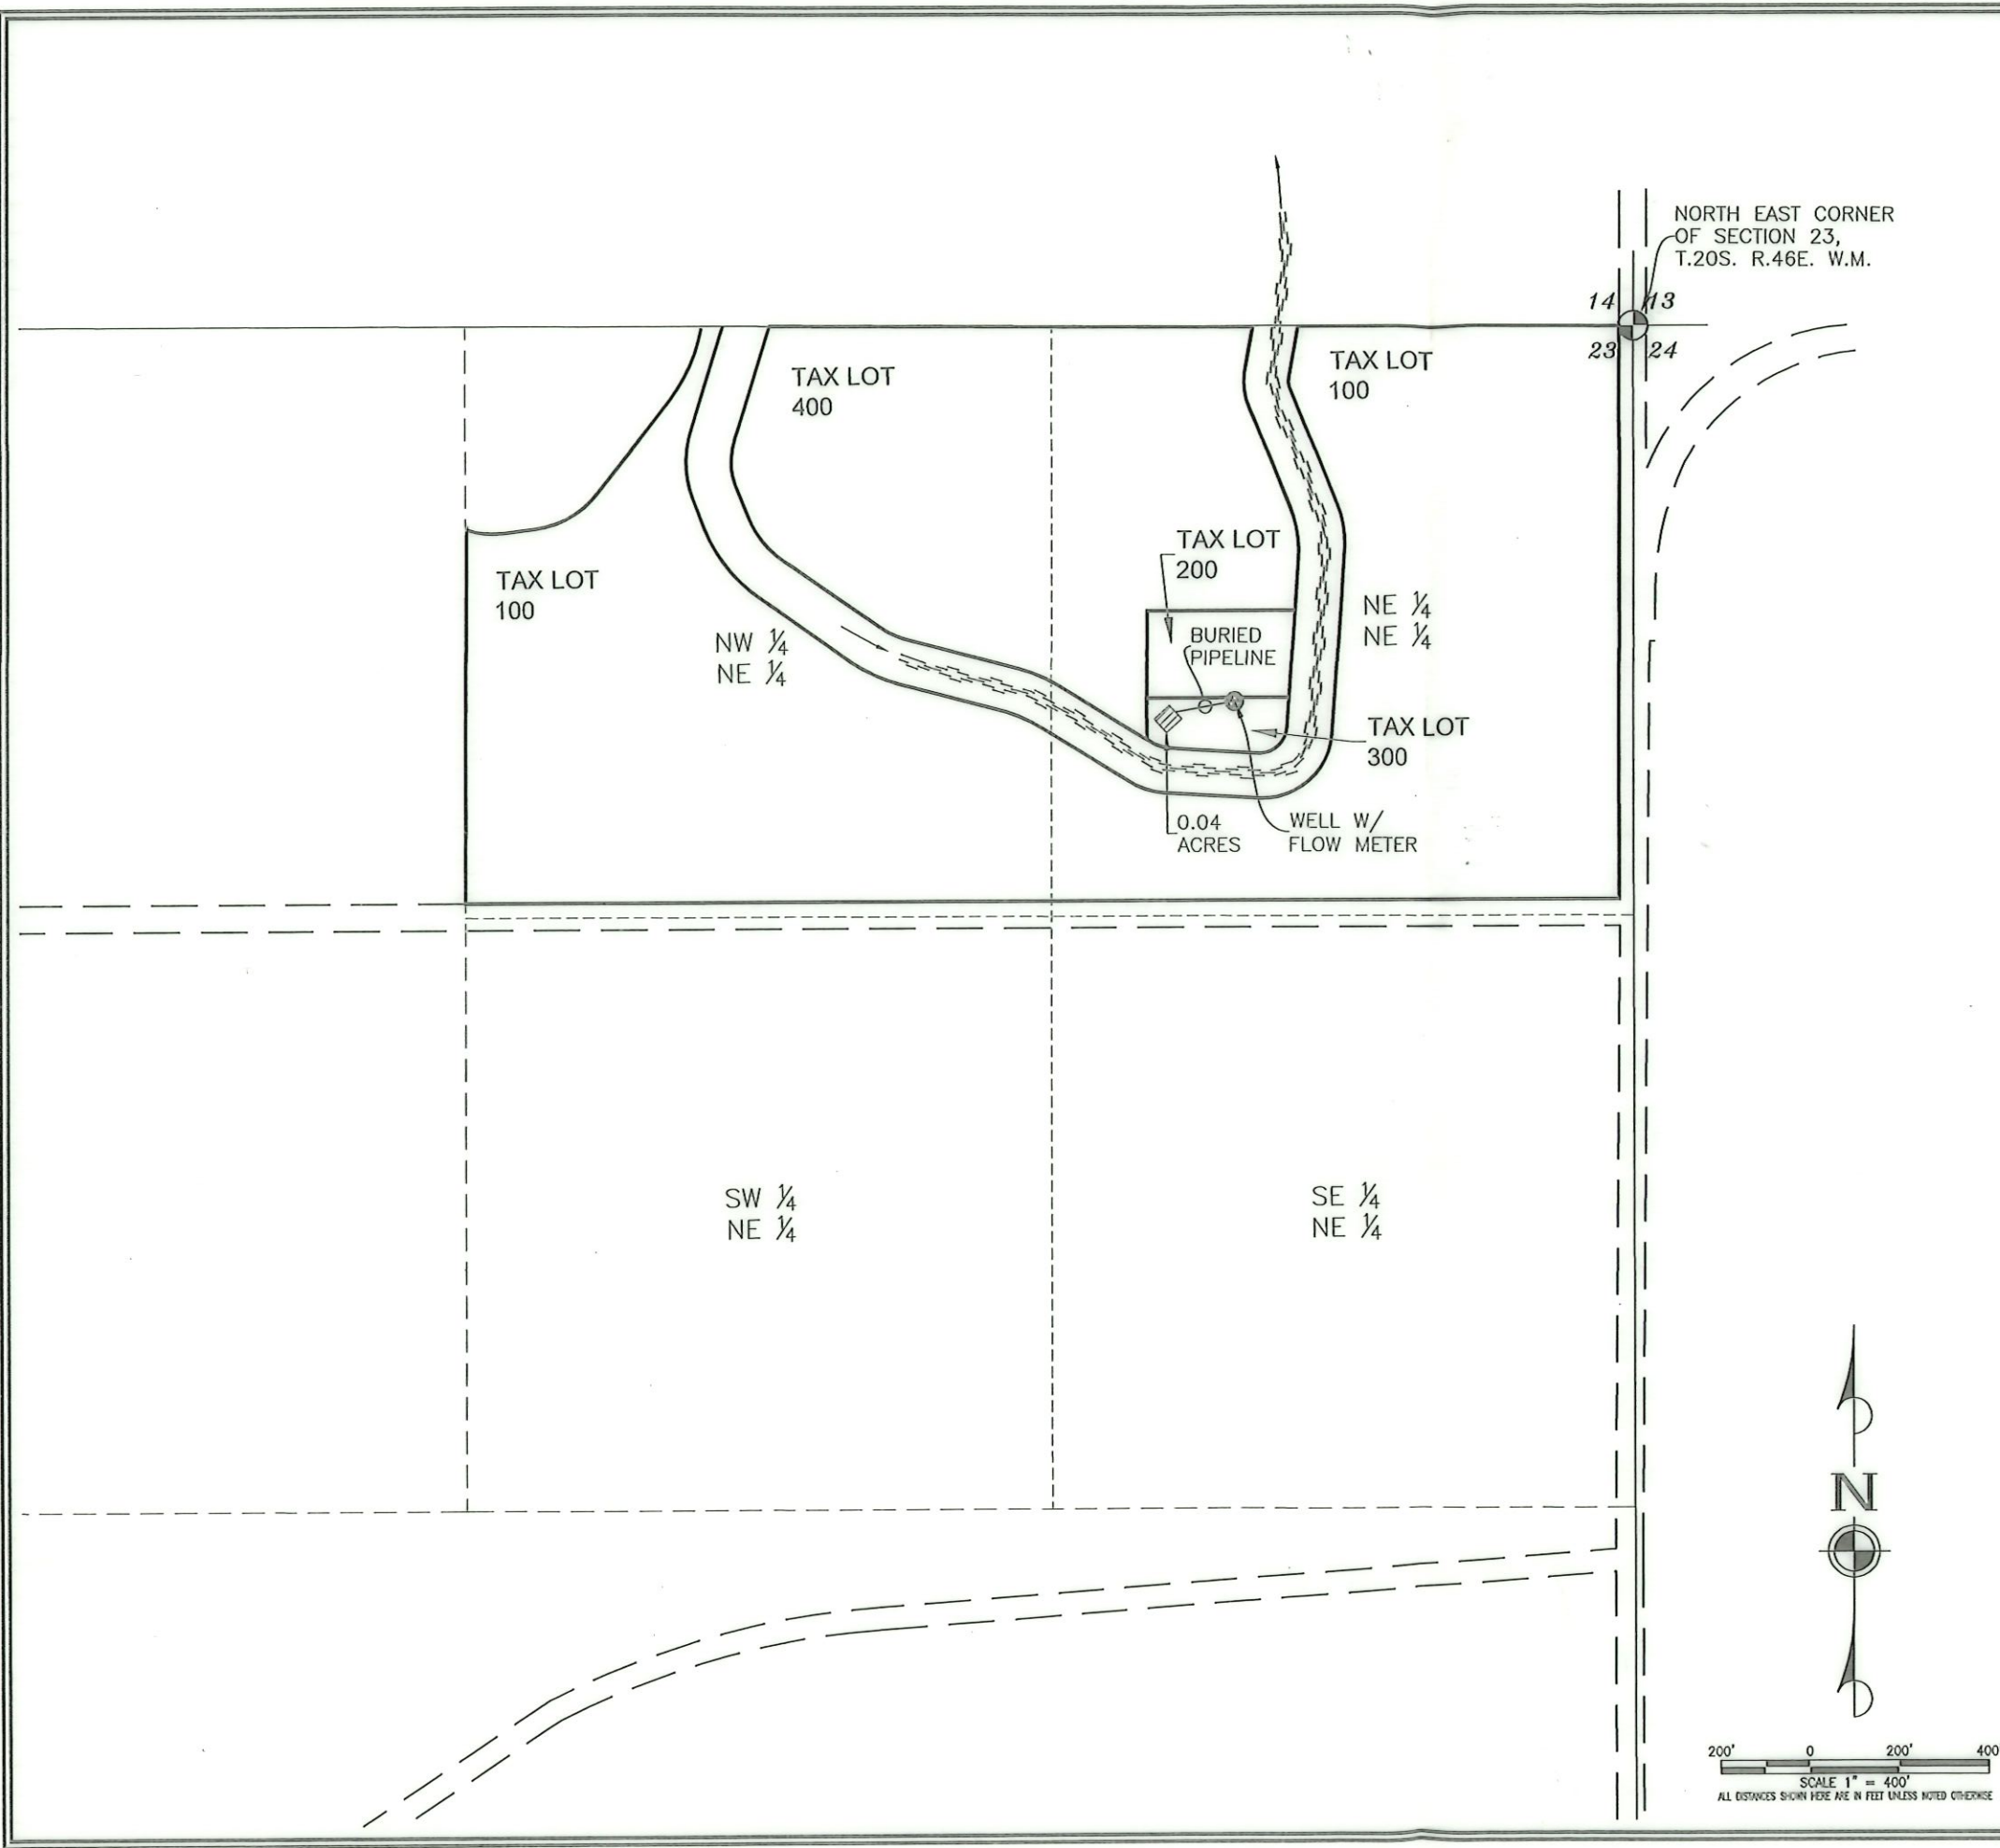 NORTH EAST CORNER
OF SECTION 23,
T.20S. R.46E. W.M.
14 13
23 24
TAX LOT
400
TAX LOT
100
TAX LOT
200
TAX LOT
100
NE ¼
NE ¼
NW ¼
NE ¼
BURIED
PIPELINE
TAX LOT
300
0.04
ACRES
WELL W/
FLOW METER
SW ¼
NE ¼
SE ¼
NE ¼
N
200' 0 200' 400
SCALE 1" = 400'
ALL DISTANCES SHOWN HERE ARE IN FEET UNLESS NOTED OTHERWISE